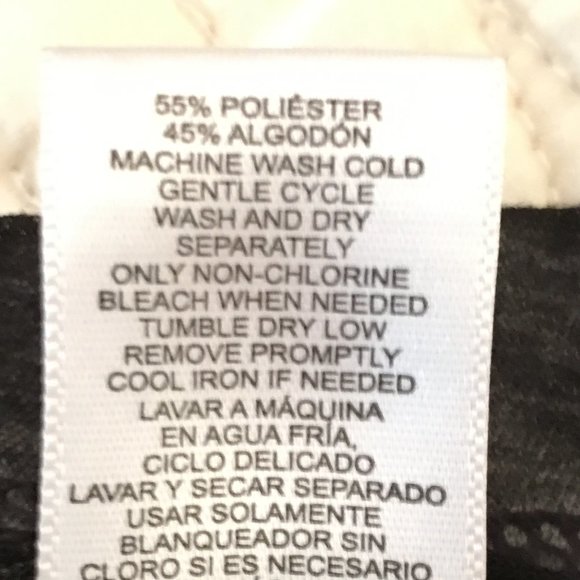 55% POLIÉSTER
45% ALGODÓN
MACHINE WASH COLD
GENTLE CYCLE
WASH AND DRY
SEPARATELY
ONLY NON-CHLORINE
BLEACH WHEN NEEDED
TUMBLE DRY LOW
REMOVE PROMPTLY
COOL IRON IF NEEDED
LAVAR A MÁQUINA
EN AGUA FRÍA,
CICLO DELICADO
LAVAR Y SECAR SEPARADO
USAR SOLAMENTE
BLANQUEADOR SIN
CLORO SI ES NECESARIO